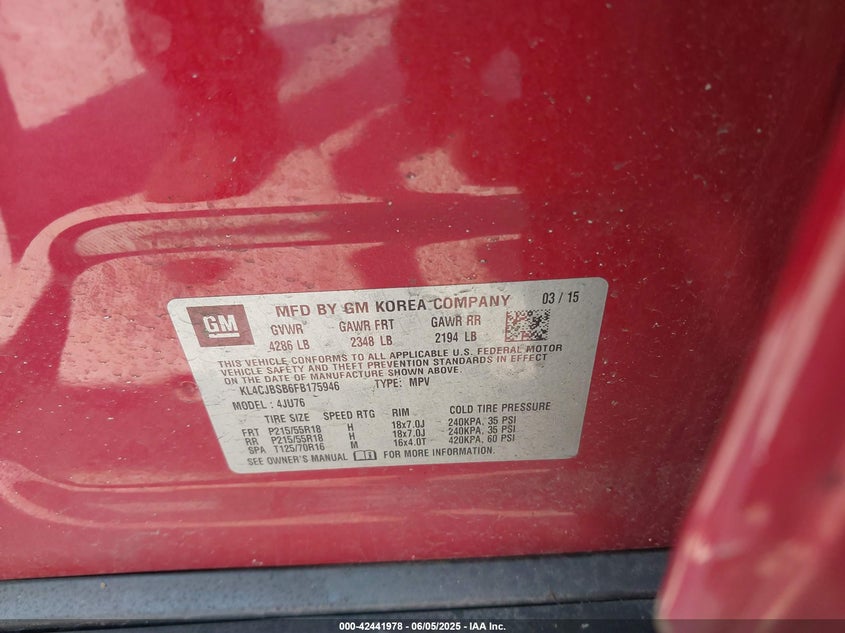 GM
MFD BY GM KOREA COMPANY 03 / 15
GVWR GAWR FRT GAWR RR
4286 LB 2348 LB 2194 LB
THIS VEHICLE CONFORMS TO ALL APPLICABLE U.S. FEDERAL MOTOR
VEHICLE SAFETY AND THEFT PREVENTION STANDARDS IN EFFECT
ON THE DATE OF MANUFACTURE SHOWN ABOVE.
KL4CJBSB6FB175946 TYPE: MPV
MODEL : 4JU76
TIRE SIZE SPEED RTG RIM COLD TIRE PRESSURE
FRT P215/55R18 H 18x7.0J 240KPA, 35 PSI
RR P215/55R18 H 18x7.0J 240KPA, 35 PSI
SPA T125/70R16 M 16x4.0T 420KPA, 60 PSI
SEE OWNER'S MANUAL FOR MORE INFORMATION.
000-42441978 | 06/05/2025 | IAA Inc.